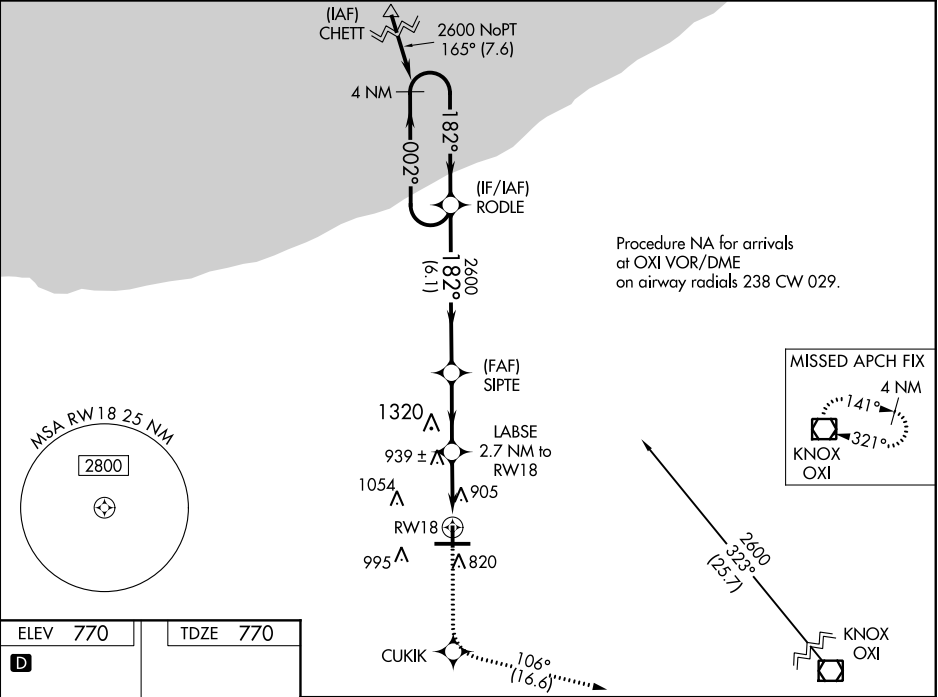 (IAF)
CHETT
2600 NoPT
165° (7.6)
4 NM
182°
002°
(IF/IAF)
RODLE
2600
182°
(6.1)
Procedure NA for arrivals
at OXI VOR/DME
on airway radials 238 CW 029.
(FAF)
SIPTE
MISSED APCH FIX
4 NM
141°
321°
KNOX
OXI
1320
LABSE
2.7 NM to
RW18
939 ±
1054
905
RW18
995
820
MSA RW18 25 NM
2800
2600
323°
(25.7)
KNOX
OXI
CUKIK
106°
(16.6)
ELEV 770
TDZE 770
D